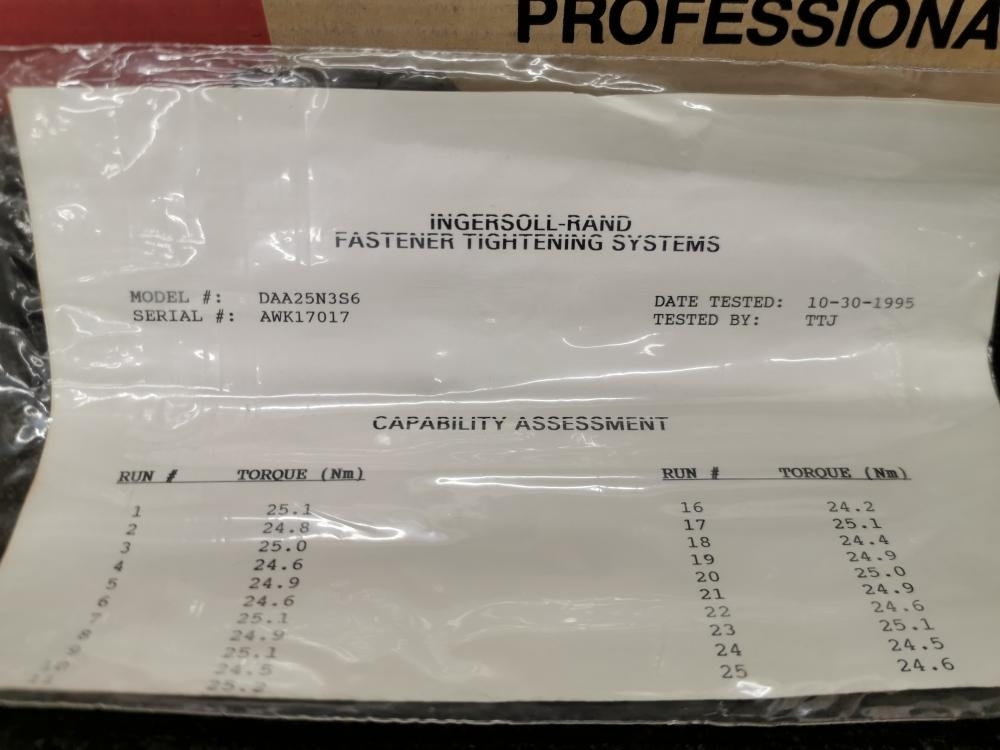 PROFESSIONA
INGERSOLL-RAND
FASTENER TIGHTENING SYSTEMS
MODEL #: DAA25N3S6 DATE TESTED: 10-30-1995
SERIAL #: AWK17017 TESTED BY: TTJ
CAPABILITY ASSESSMENT
RUN # TORQUE (Nm) RUN # TORQUE (Nm)
1 25.1 16 24.2
2 24.8 17 25.1
3 25.0 18 24.4
4 24.6 19 24.9
5 24.9 20 25.0
6 24.6 21 24.9
7 25.1 22 24.6
8 24.9 23 25.1
9 25.1 24 24.5
10 24.5 25 24.6
25.2